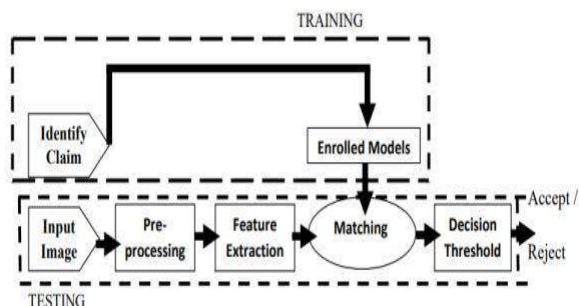 TRAINING
Identify
Claim
Enrolled Models
Input
Image
Pre-
processing
Feature
Extraction
Matching
Decision
Threshold
Accept /
Reject
TESTING